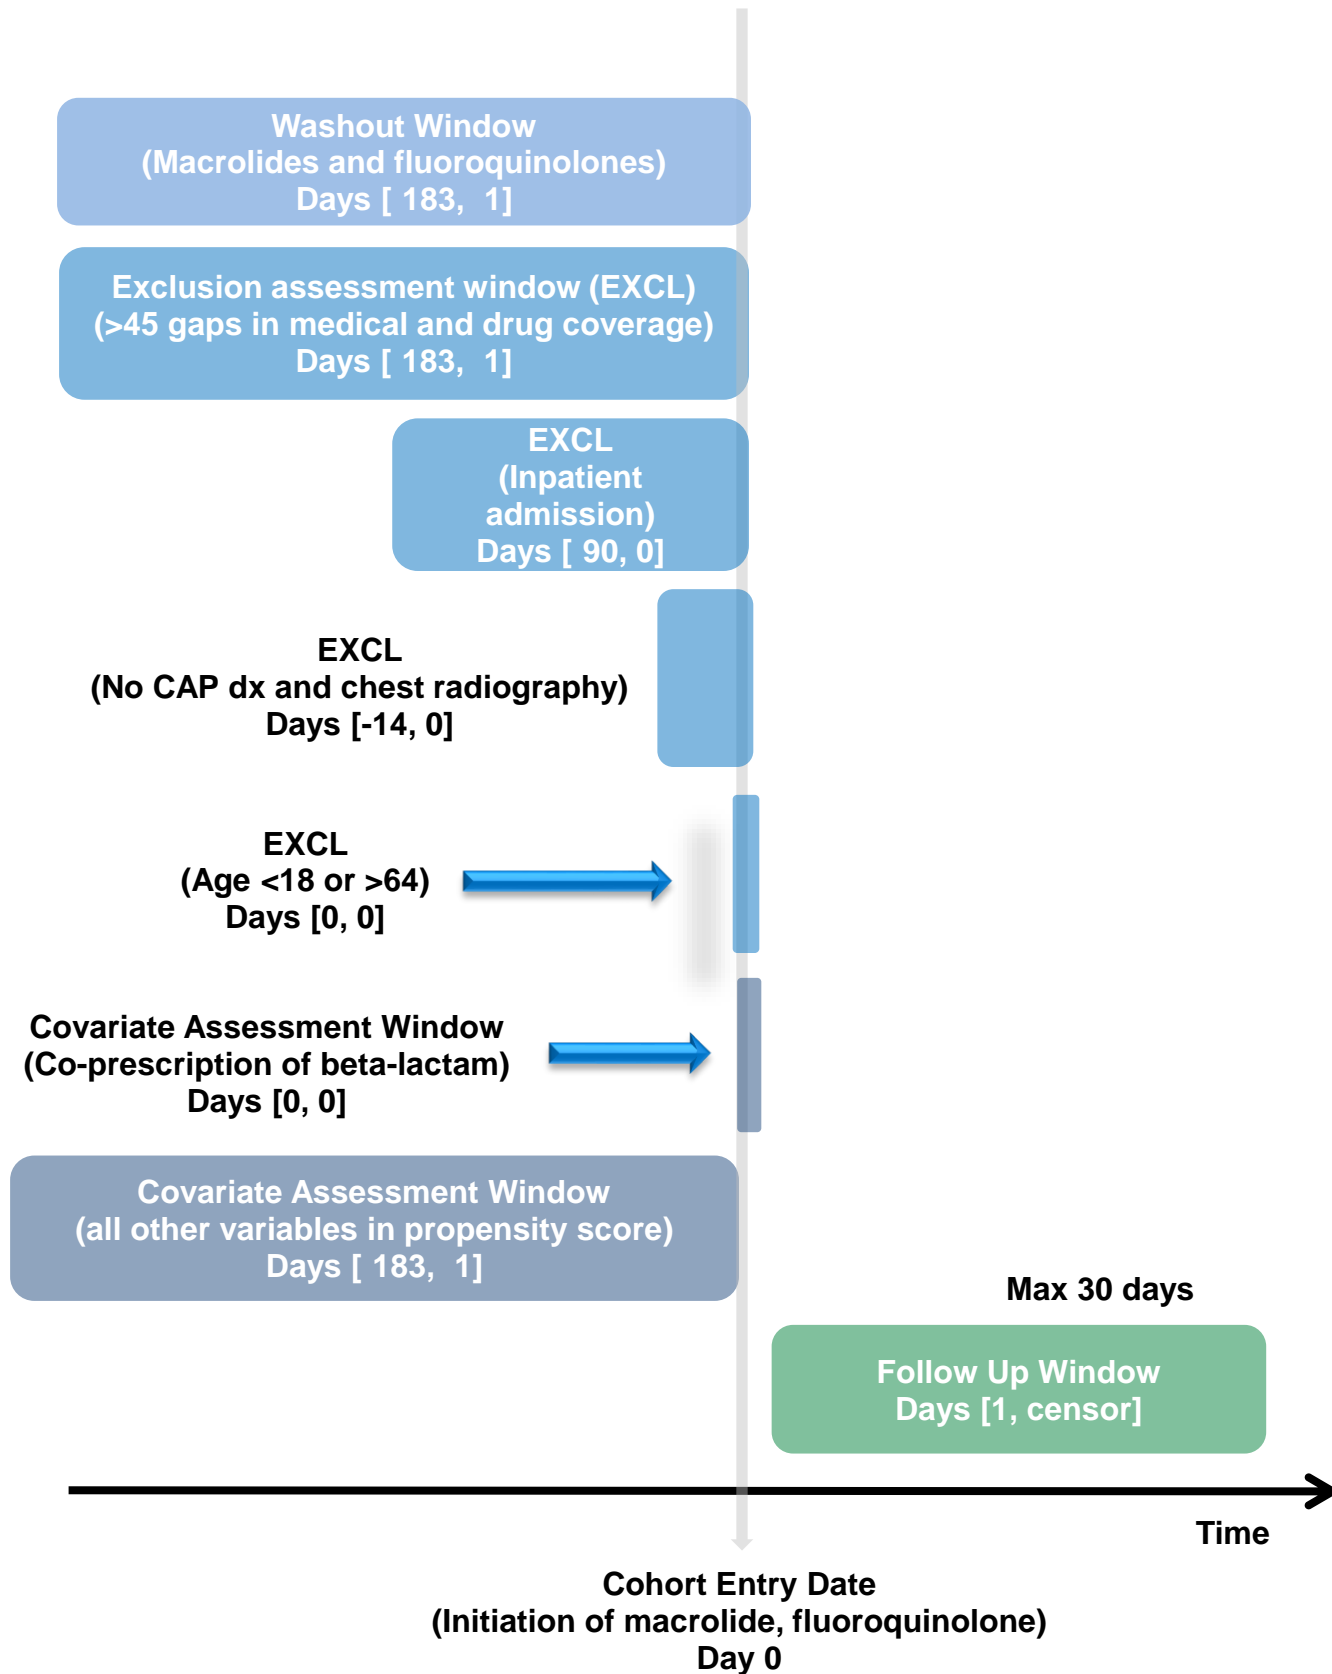 Washout Window
(Macrolides and fluoroquinolones)
Days [ 183,  1]
Exclusion assessment window (EXCL)
(>45 gaps in medical and drug coverage)
Days [ 183,  1]
EXCL
(Inpatient
admission)
Days [ 90, 0]
EXCL
(No CAP dx and chest radiography)
Days [-14, 0]
EXCL
(Age <18 or >64)
Days [0, 0]
Covariate Assessment Window
(Co-prescription of beta-lactam)
Days [0, 0]
Covariate Assessment Window
(all other variables in propensity score)
Days [ 183,  1]
Max 30 days
Follow Up Window
Days [1, censor]
Time
Cohort Entry Date
(Initiation of macrolide, fluoroquinolone)
Day 0